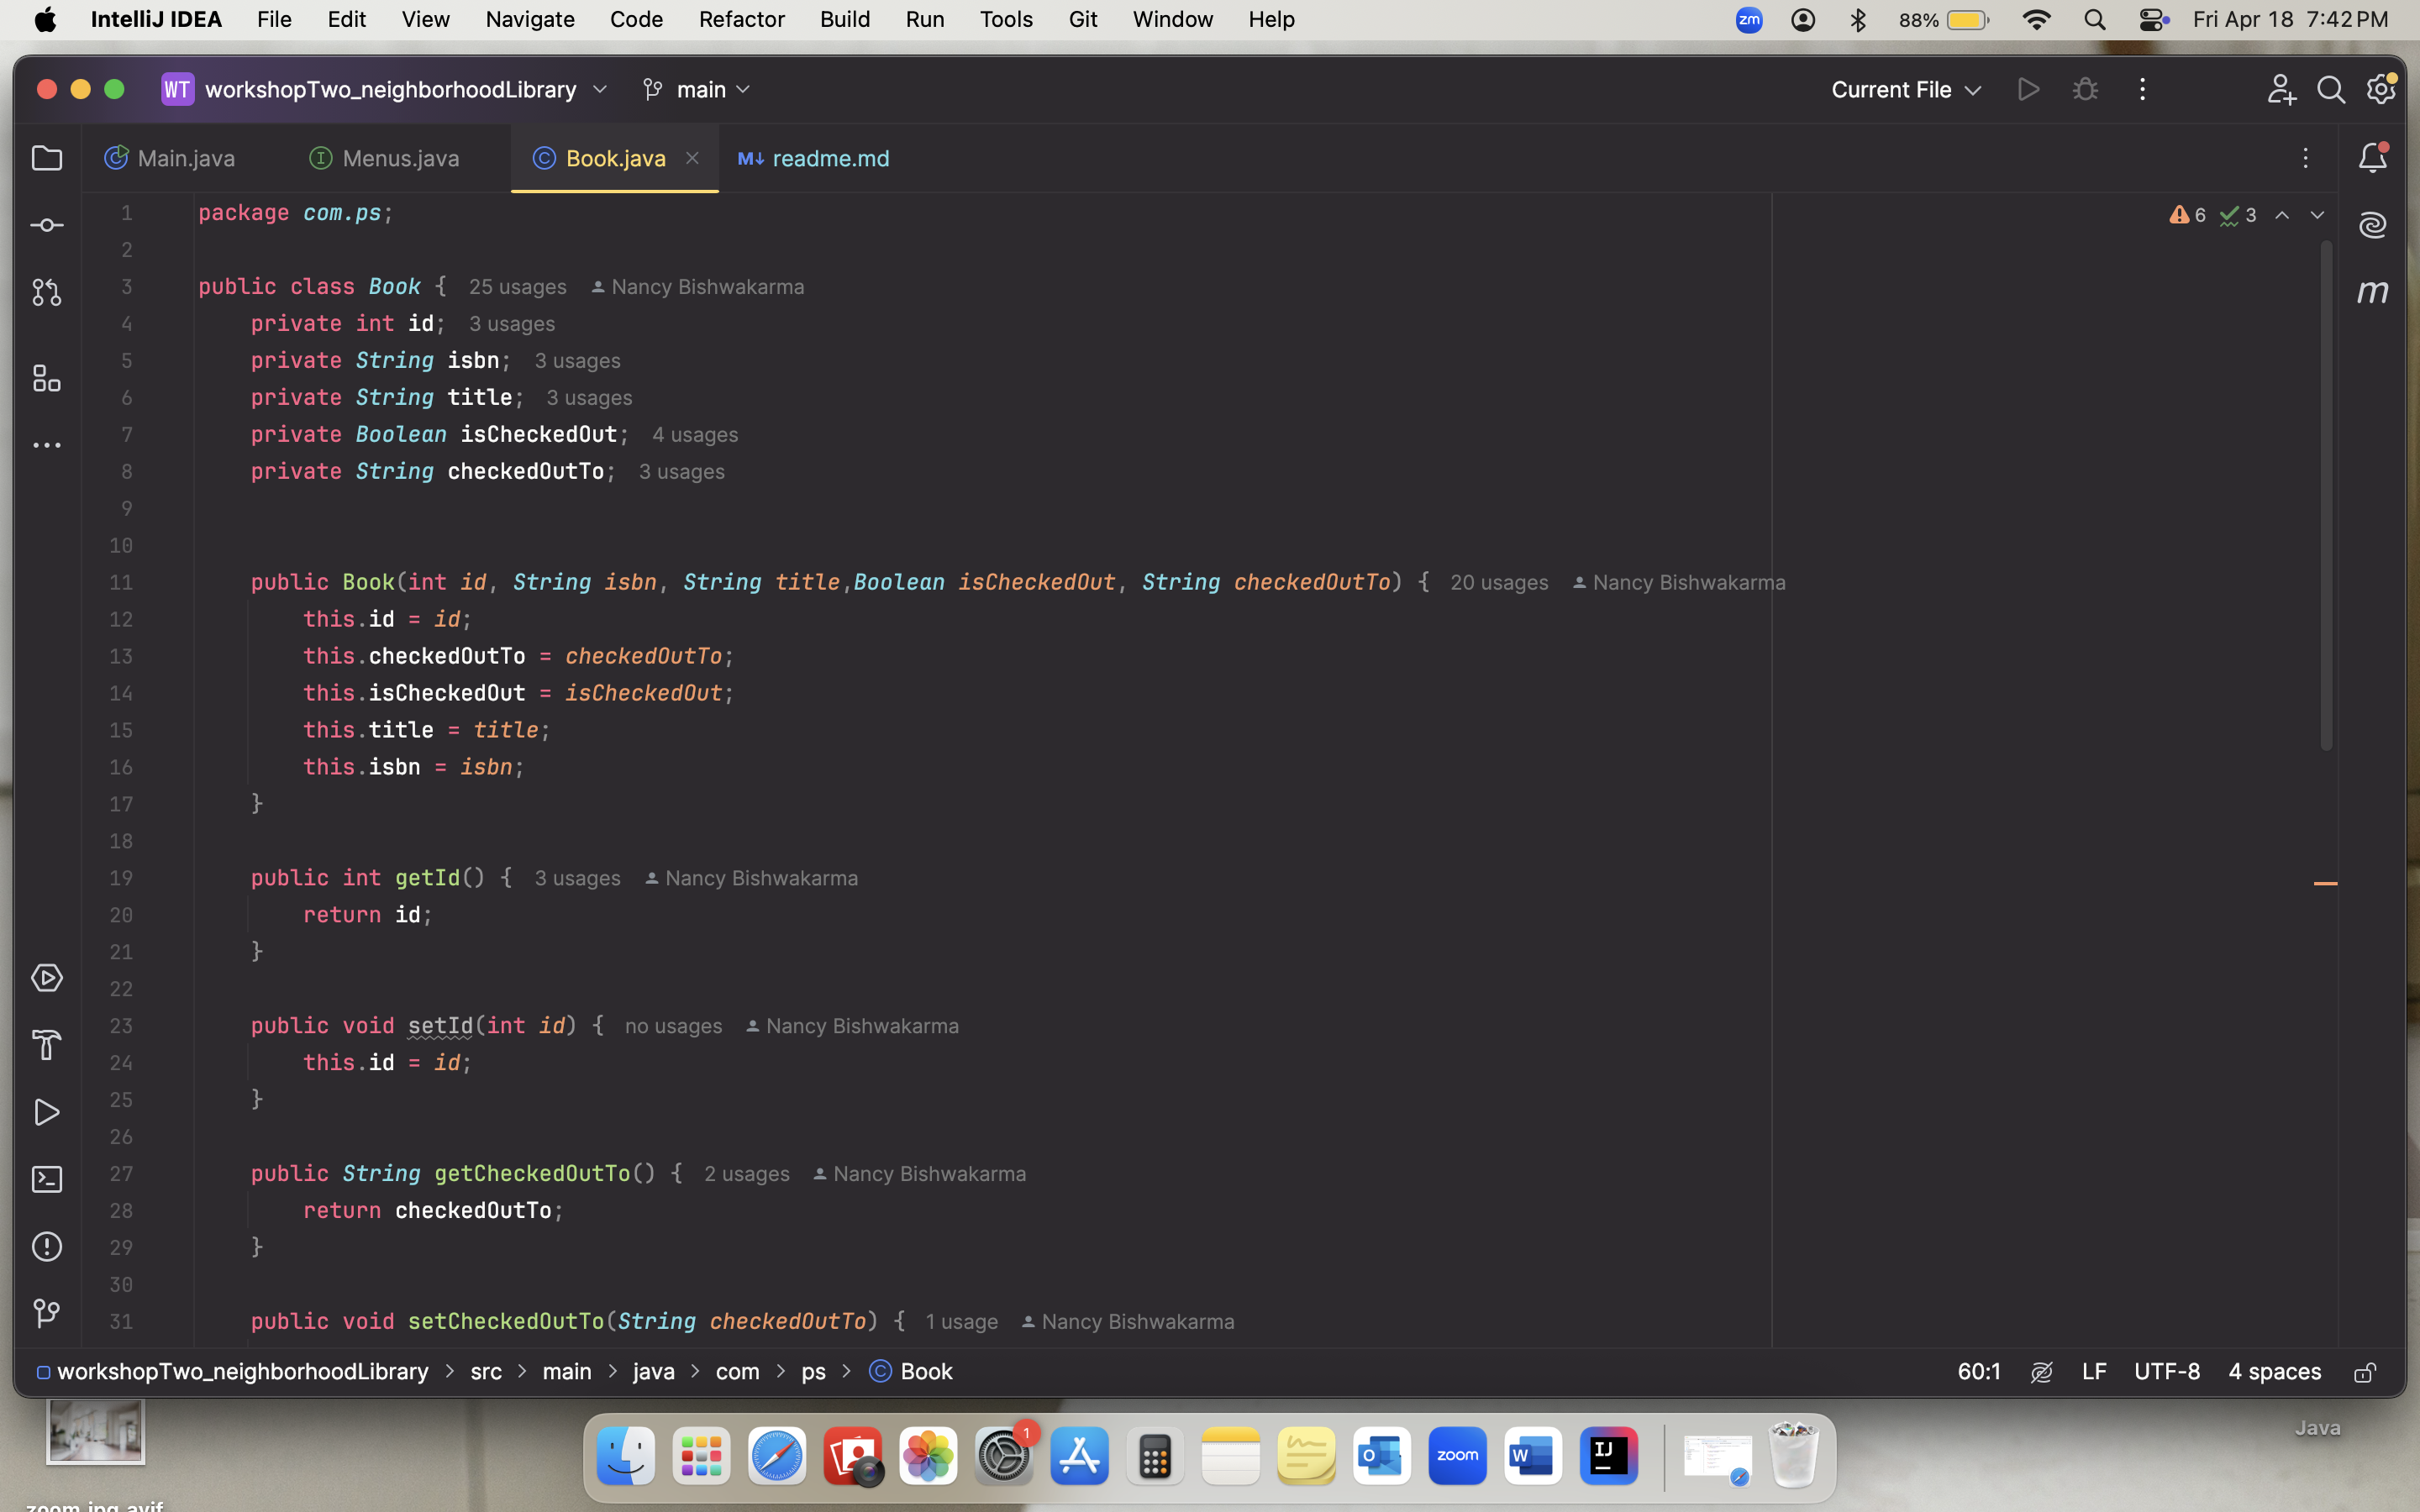 IntelliJ IDEA File Edit View Navigate Code Refactor Build Run Tools Git Window Help zm 88% Fri Apr 18 7:42 PM
WT workshopTwo_neighborhoodLibrary main Current File
Main.java Menus.java Book.java readme.md
1 package com.ps; 6 3
2
3 public class Book { 25 usages Nancy Bishwakarma
4 private int id; 3 usages
5 private String isbn; 3 usages
6 private String title; 3 usages
7 private Boolean isCheckedOut; 4 usages
8 private String checkedOutTo; 3 usages
9
10
11 public Book(int id, String isbn, String title,Boolean isCheckedOut, String checkedOutTo) { 20 usages Nancy Bishwakarma
12 this.id = id;
13 this.checkedOutTo = checkedOutTo;
14 this.isCheckedOut = isCheckedOut;
15 this.title = title;
16 this.isbn = isbn;
17 }
18
19 public int getId() { 3 usages Nancy Bishwakarma
20 return id;
21 }
22
23 public void setId(int id) { no usages Nancy Bishwakarma
24 this.id = id;
25 }
26
27 public String getCheckedOutTo() { 2 usages Nancy Bishwakarma
28 return checkedOutTo;
29 }
30
31 public void setCheckedOutTo(String checkedOutTo) { 1 usage Nancy Bishwakarma
workshopTwo_neighborhoodLibrary > src > main > java > com > ps > Book 60:1 LF UTF-8 4 spaces
Java
1
zoom
W
IJ
zoom.jpg.avif